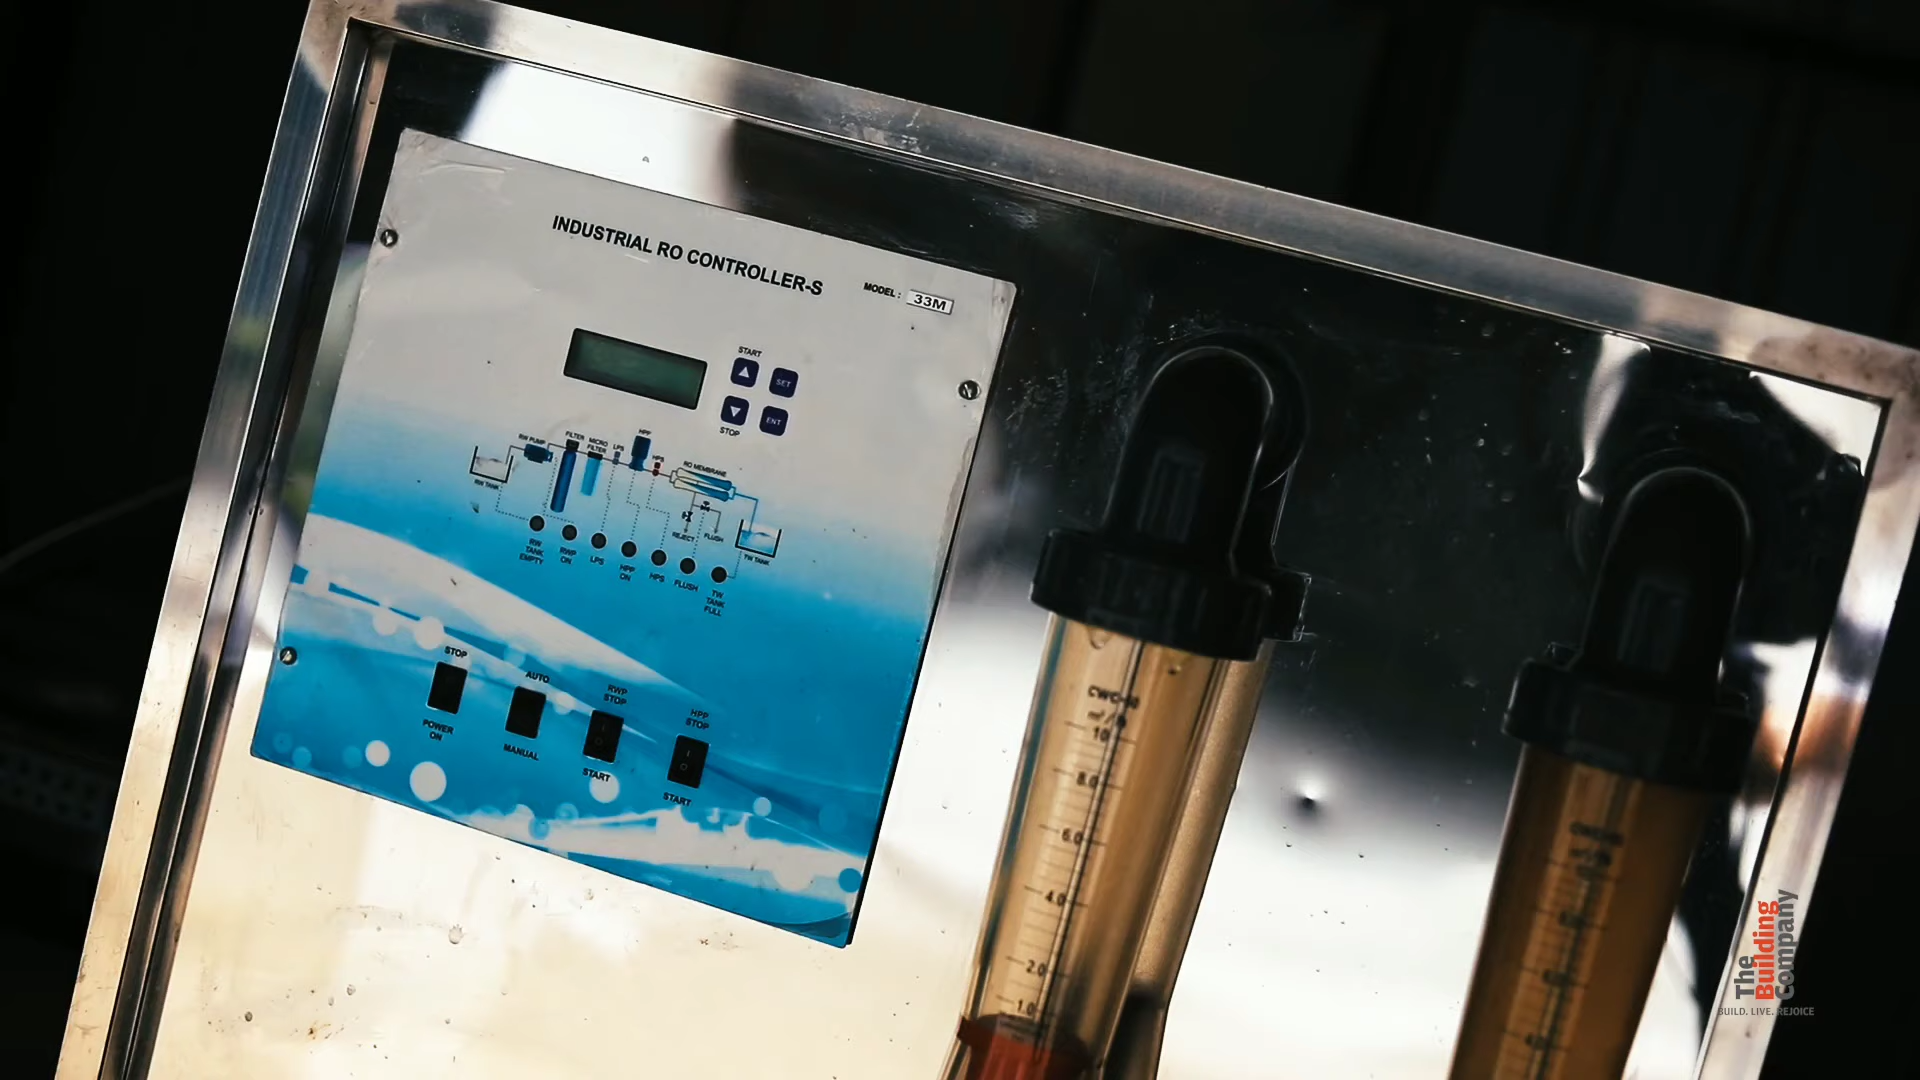 INDUSTRIAL RO CONTROLLER-S
MODEL : 33M
START
SET
ENT
STOP
RW PUMP
FILTER
MICRO
FILTER
LPS
HPP
HPS
RO MEMBRANE
RW TANK
REJECT
FLUSH
TW TANK
RW
TANK
EMPTY
RWP
ON
LPS
HPP
ON
HPS
FLUSH
TW
TANK
FULL
STOP
POWER
ON
AUTO
MANUAL
RWP
STOP
START
HPP
STOP
START
10
8.0
6.0
4.0
2.0
1.0
The
Building
Company
BUILD. LIVE. REJOICE